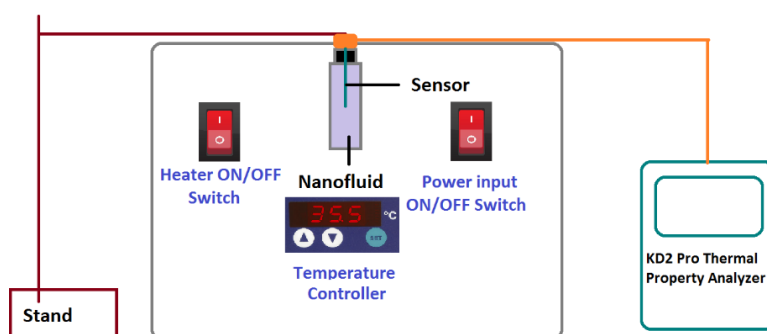 Sensor
I
O
Heater ON/OFF
Switch
I
O
Power input
ON/OFF Switch
Nanofluid
35.5 °C
SET
Temperature
Controller
KD2 Pro Thermal
Property Analyzer
Stand